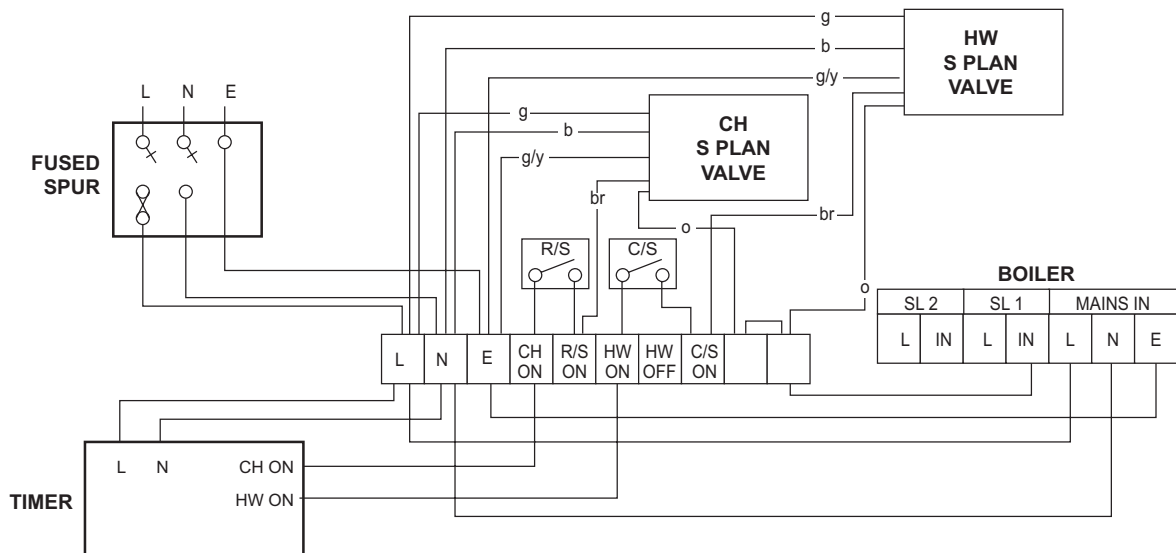 g
HW
S PLAN
VALVE
b
g/y
L N E
g
CH
S PLAN
VALVE
b
FUSED
SPUR
g/y
br
br
o
R/S
C/S
BOILER
o
SL 2 SL 1 MAINS IN
L IN L IN L N E
L N E CH ON R/S ON HW ON HW OFF C/S ON
L N CH ON
TIMER
HW ON